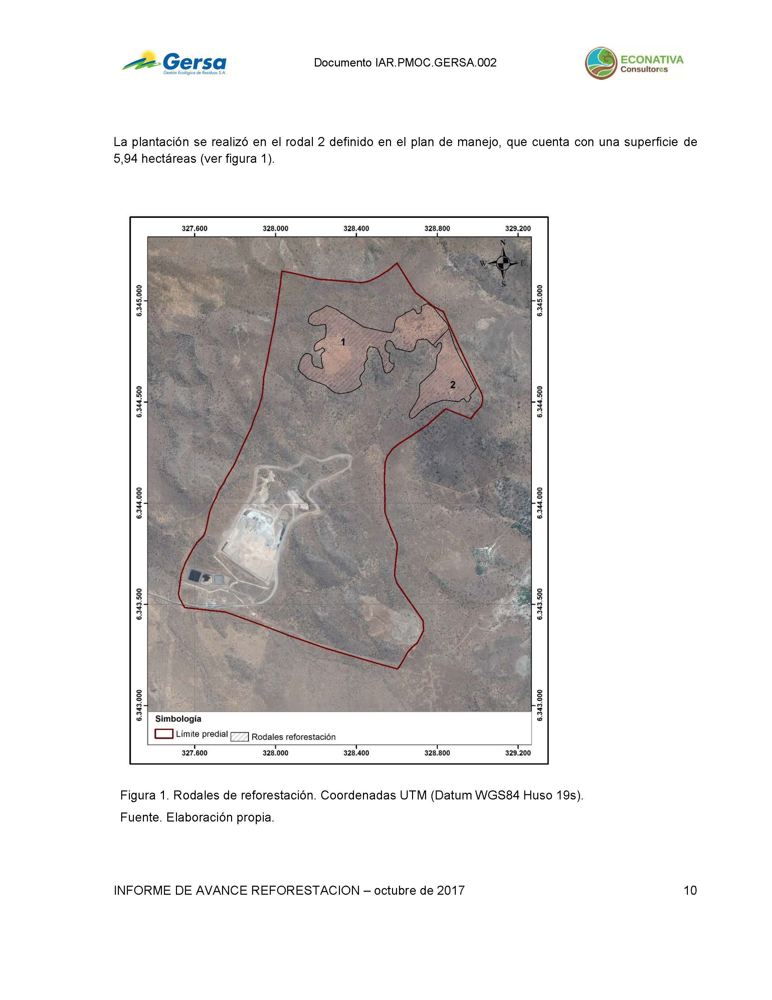 Gersa
Gestión Ecológica de Residuos S.A.
Documento IAR.PMOC.GERSA.002
ECONATIVA
Consultores
La plantación se realizó en el rodal 2 definido en el plan de manejo, que cuenta con una superficie de
5,94 hectáreas (ver figura 1).
327.600 328.000 328.400 328.800 329.200
N
W E
S
6.345.000 6.345.000
1
2
6.344.500 6.344.500
6.344.000 6.344.000
6.343.500 6.343.500
6.343.000 6.343.000
Simbología
Límite predial Rodales reforestación
327.600 328.000 328.400 328.800 329.200
Figura 1. Rodales de reforestación. Coordenadas UTM (Datum WGS84 Huso 19s).
Fuente. Elaboración propia.
INFORME DE AVANCE REFORESTACION – octubre de 2017 10